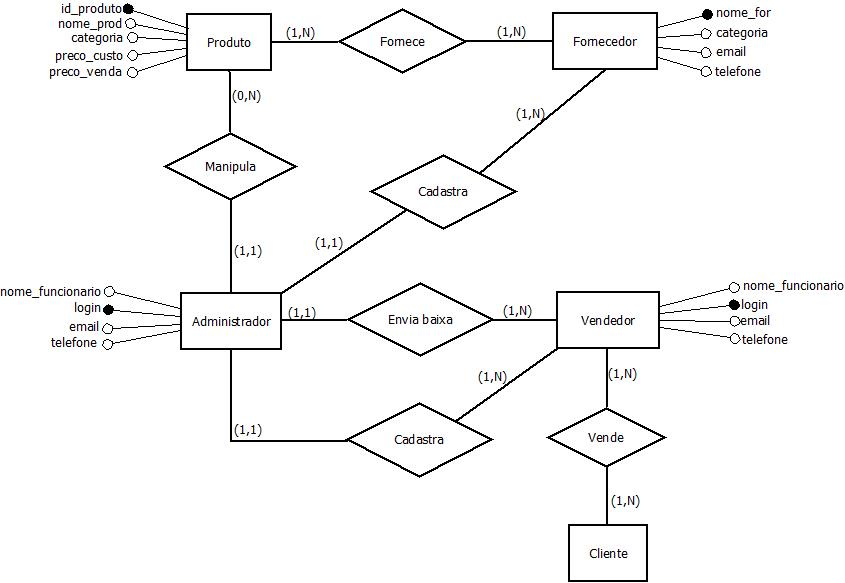 id_produto
nome_prod
categoria
preco_custo
preco_venda
Produto
(1,N)
Fornece
(1,N)
Fornecedor
nome_for
categoria
email
telefone
(0,N)
Manipula
(1,1)
(1,N)
Cadastra
(1,1)
nome_funcionario
login
email
telefone
Administrador
(1,1)
Envia baixa
(1,N)
Vendedor
nome_funcionario
login
email
telefone
(1,N)
Cadastra
(1,1)
(1,N)
Vende
(1,N)
Cliente